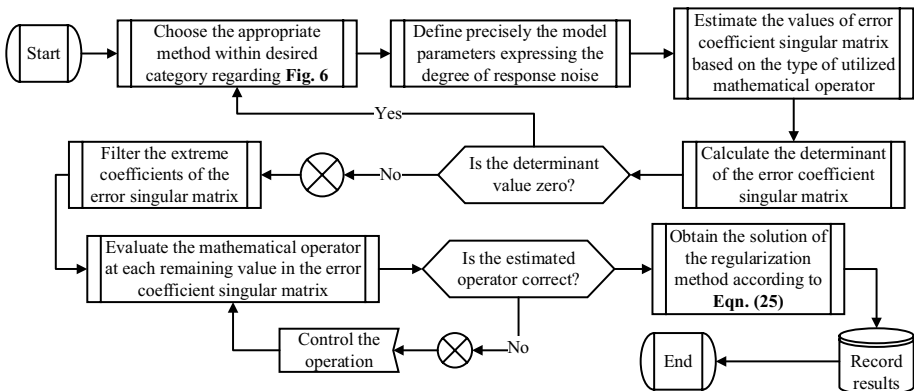 Start
Choose the appropriate
method within desired
category regarding Fig. 6
Define precisely the model
parameters expressing the
degree of response noise
Estimate the values of error
coefficient singular matrix
based on the type of utilized
mathematical operator
Yes
Filter the extreme
coefficients of the
error singular matrix
No
Is the determinant
value zero?
Calculate the determinant
of the error coefficient
singular matrix
Evaluate the mathematical operator
at each remaining value in the error
coefficient singular matrix
Is the estimated
operator correct?
Obtain the solution of
the regularization
method according to
Eqn. (25)
No
Control the
operation
End
Record
results